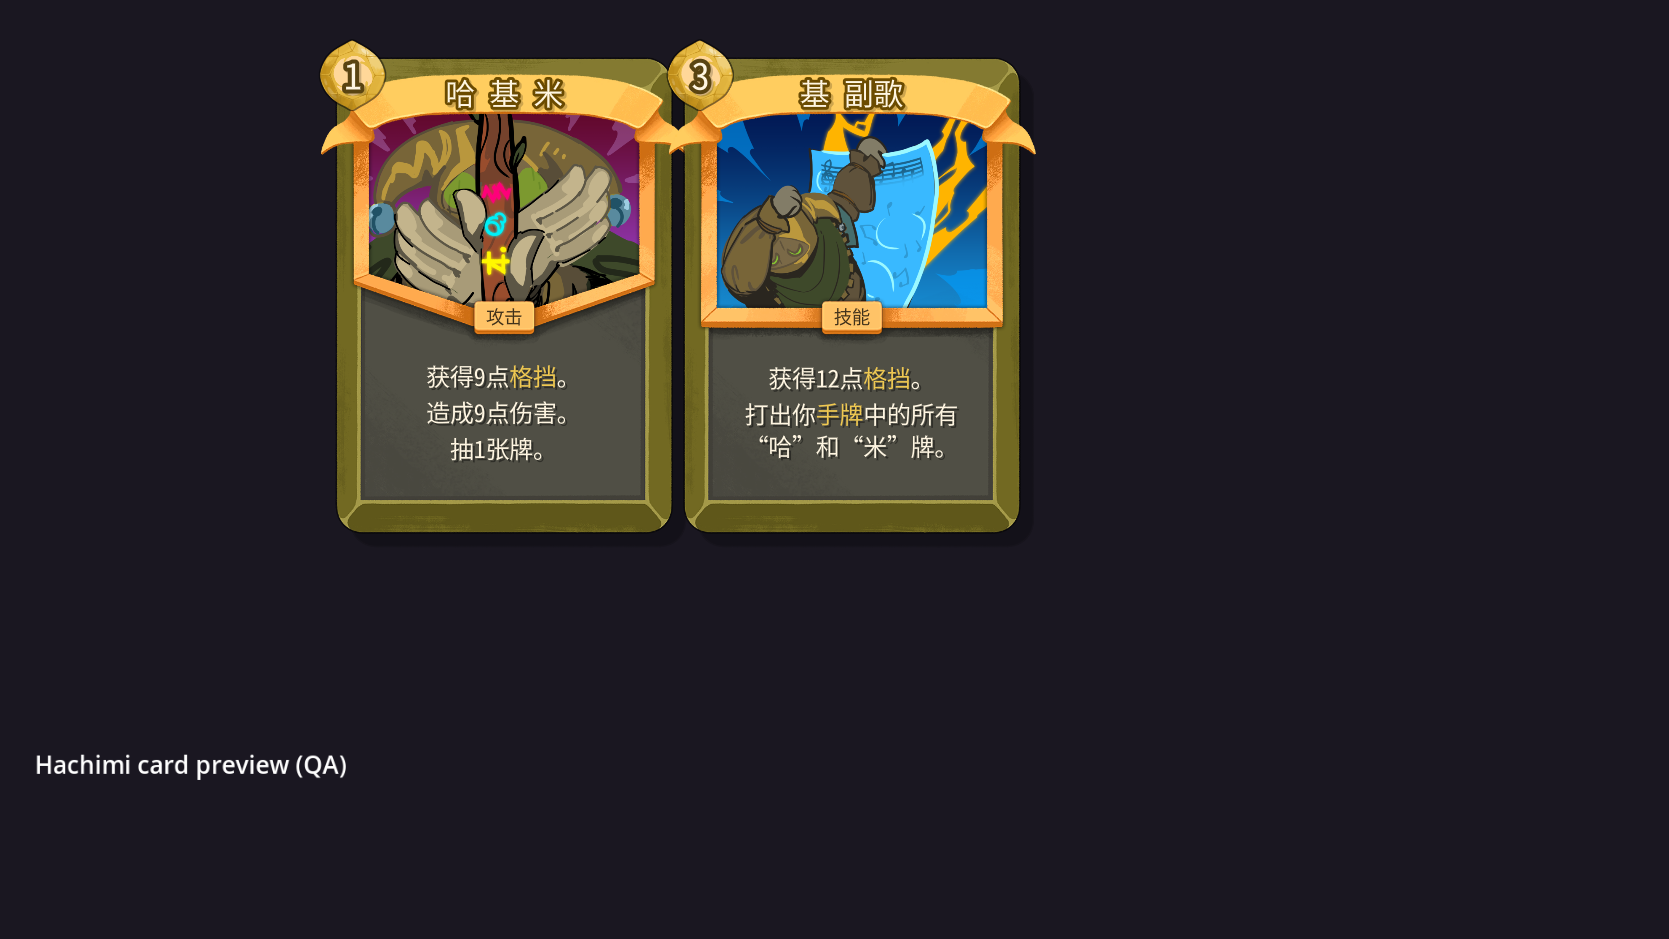 1
哈 基 米
攻击
获得9点格挡。
造成9点伤害。
抽1张牌。
3
基 副歌
技能
获得12点格挡。
打出你手牌中的所有
“哈”和“米”牌。
Hachimi card preview (QA)